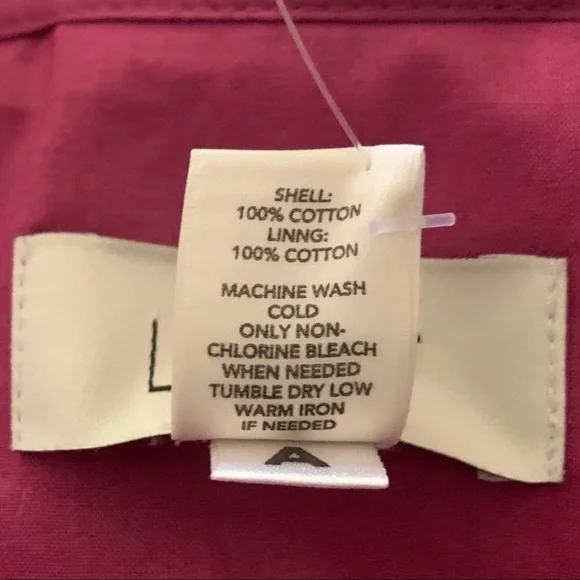 SHELL:
100% COTTON
LINNG:
100% COTTON
MACHINE WASH
COLD
ONLY NON-
CHLORINE BLEACH
WHEN NEEDED
TUMBLE DRY LOW
WARM IRON
IF NEEDED
L